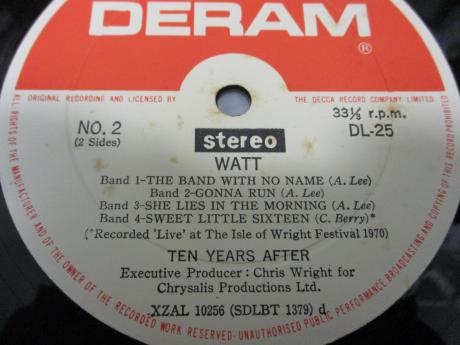 DERAM
®
ORIGINAL RECORDING AND LICENSED BY THE DECCA RECORD COMPANY LIMITED
NO. 2
(2 Sides)
stereo
33⅓ r.p.m.
DL-25
WATT
Band 1-THE BAND WITH NO NAME (A. Lee)
Band 2-GONNA RUN (A. Lee)
Band 3-SHE LIES IN THE MORNING (A. Lee)
Band 4-SWEET LITTLE SIXTEEN (C. Berry)*
(*Recorded 'Live' at The Isle of Wright Festival 1970)
TEN YEARS AFTER
Executive Producer: Chris Wright for
Chrysalis Productions Ltd.
XZAL 10256 (SDLBT 1379) d
ALL RIGHTS OF THE MANUFACTURER AND OF THE OWNER OF THE RECORDED WORK RESERVED-UNAUTHORISED PUBLIC PERFORMANCE BROADCASTING AND COPYING OF THIS RECORD PROHIBITED